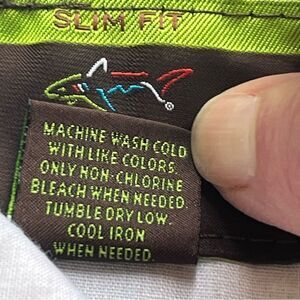 SLIM FIT
MACHINE WASH COLD
WITH LIKE COLORS.
ONLY NON-CHLORINE
BLEACH WHEN NEEDED.
TUMBLE DRY LOW.
COOL IRON
WHEN NEEDED.